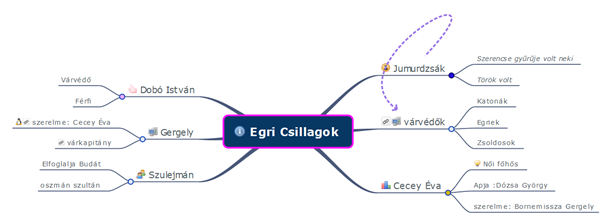 Egri Csillagok
Dobó István
Várvédő
Férfi
Gergely
szerelme: Cecey Éva
várkapitány
Szulejmán
Elfoglalja Budát
oszmán szultán
Jumurdzsák
Szerencse gyűrűje volt neki
Török volt
várvédők
Katonák
Egnek
Zsoldosok
Cecey Éva
Női főhős
Apja :Dózsa György
szerelme: Bornemissza Gergely